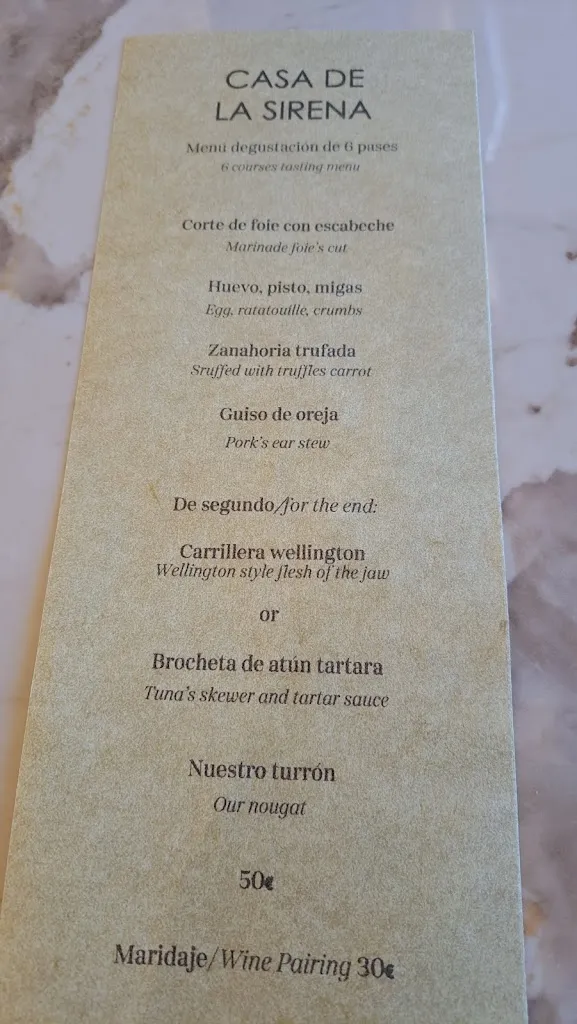 CASA DE
LA SIRENA
Menú degustación de 6 pases
6 courses tasting menu
Corte de foie con escabeche
Marinade foie's cut
Huevo, pisto, migas
Egg, ratatouille, crumbs
Zanahoria trufada
Sruffed with truffles carrot
Guiso de oreja
Pork's ear stew
De segundo/for the end:
Carrillera wellington
Wellington style flesh of the jaw
or
Brocheta de atún tartara
Tuna's skewer and tartar sauce
Nuestro turrón
Our nougat
50€
Maridaje/Wine Pairing 30€